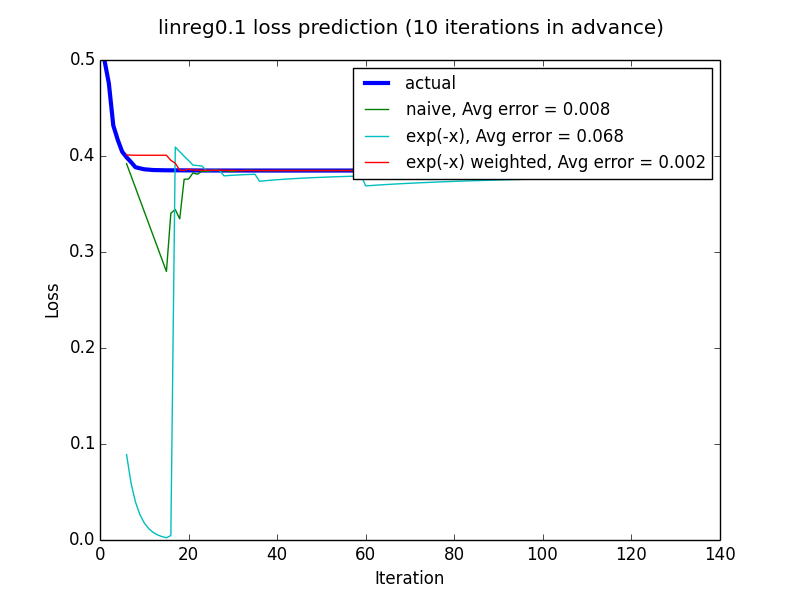 linreg0.1 loss prediction (10 iterations in advance)
0.5
actual
naive, Avg error = 0.008
exp(-x), Avg error = 0.068
exp(-x) weighted, Avg error = 0.002
0.4
0.3
Loss
0.2
0.1
0.0
0 20 40 60 80 100 120 140
Iteration